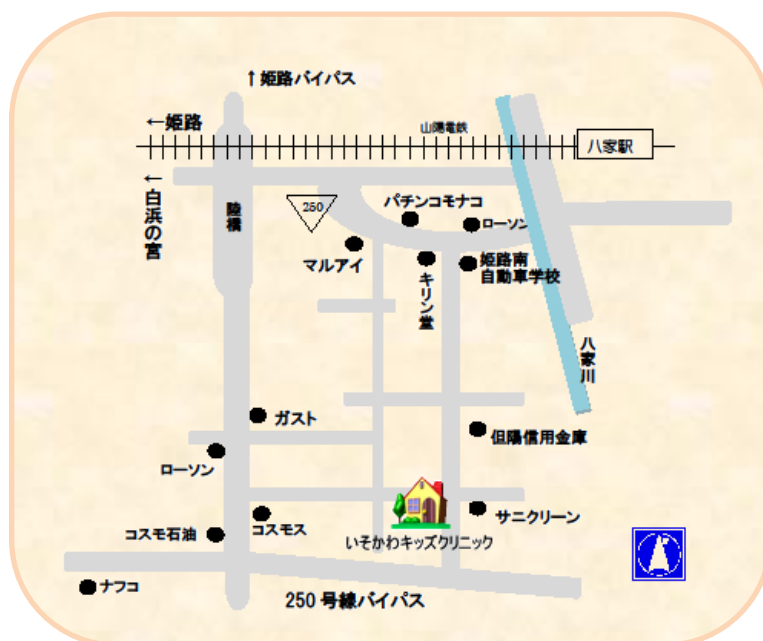 ↑姫路バイパス
←姫路
山陽電鉄
八家駅
←白浜の宮
陸橋
250
パチンコモナコ
ローソン
マルアイ
キリン堂
姫路南
自動車学校
八家川
ガスト
但陽信用金庫
ローソン
コスモス
サニクリーン
コスモ石油
いそかわキッズクリニック
ナフコ
250号線バイパス